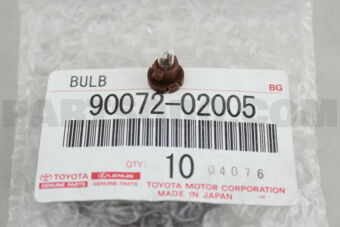 BULB
BG
90072-02005
QTY: 10 04076
TOYOTA LEXUS TOYOTA MOTOR CORPORATION
GENUINE PARTS GENUINE PARTS MADE IN JAPAN